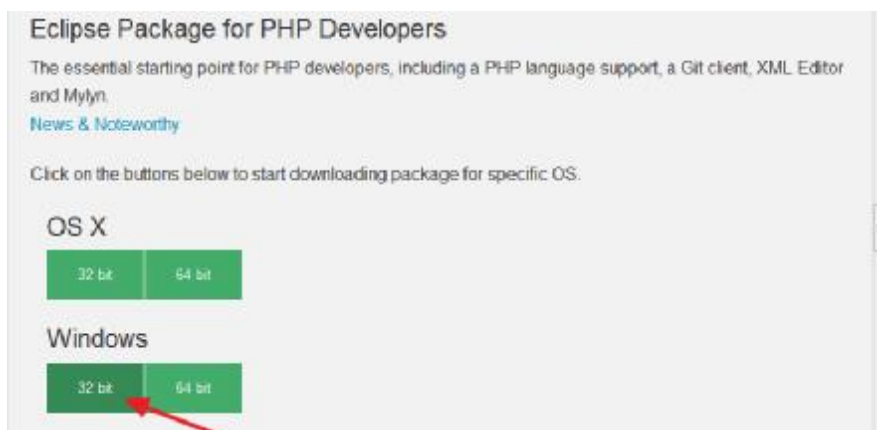 Eclipse Package for PHP Developers
The essential starting point for PHP developers, including a PHP language support, a Git client, XML Editor
and Mylyn.
News & Noteworthy
Click on the buttons below to start downloading package for specific OS.
OS X
32 bit 64 bit
Windows
32 bit 64 bit